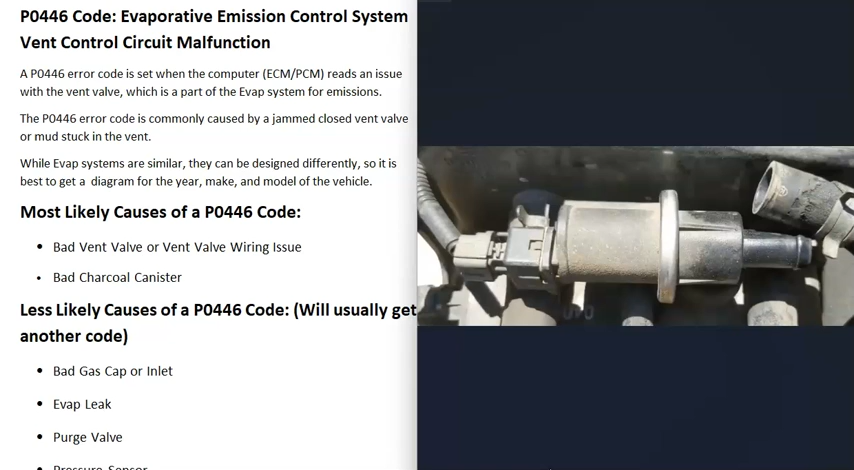 P0446 Code: Evaporative Emission Control System
Vent Control Circuit Malfunction
A P0446 error code is set when the computer (ECM/PCM) reads an issue
with the vent valve, which is a part of the Evap system for emissions.
The P0446 error code is commonly caused by a jammed closed vent valve
or mud stuck in the vent.
While Evap systems are similar, they can be designed differently, so it is
best to get a diagram for the year, make, and model of the vehicle.
Most Likely Causes of a P0446 Code:
• Bad Vent Valve or Vent Valve Wiring Issue
• Bad Charcoal Canister
Less Likely Causes of a P0446 Code: (Will usually get
another code)
• Bad Gas Cap or Inlet
• Evap Leak
• Purge Valve
• Pressure Sensor